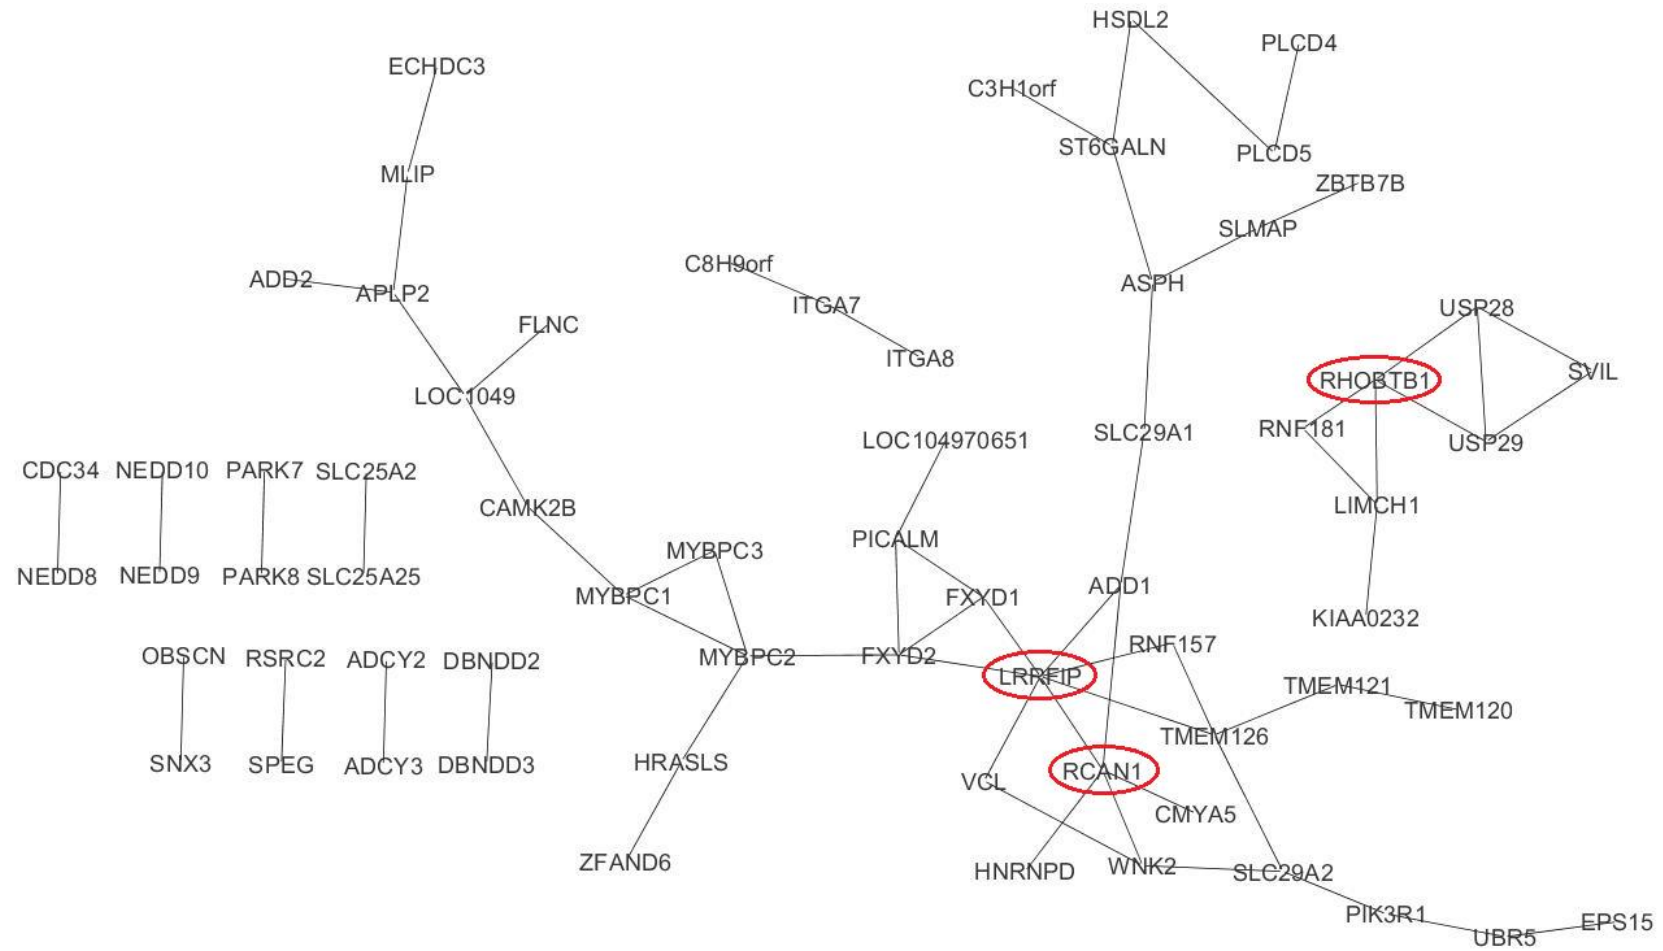 HSDL2
PLCD4
ECHDC3
C3H1orf
ST6GALN
PLCD5
MLIP
ZBTB7B
SLMAP
C8H9orf
ADD2
ASPH
APLP2
ITGA7
USP28
FLNC
ITGA8
SVIL
RHOBTB1
LOC1049
RNF181
SLC29A1
LOC104970651
USP29
CDC34
NEDD10
PARK7
SLC25A2
LIMCH1
CAMK2B
PICALM
MYBPC3
NEDD8
NEDD9
PARK8
SLC25A25
ADD1
MYBPC1
FXYD1
KIAA0232
RNF157
OBSCN
RSRC2
ADCY2
DBNDD2
MYBPC2
FXYD2
LRRFIP
TMEM121
TMEM120
TMEM126
SNX3
SPEG
ADCY3
DBNDD3
HRASLS
RCAN1
VCL
CMYA5
ZFAND6
HNRNPD
WNK2
SLC29A2
PIK3R1
EPS15
UBR5